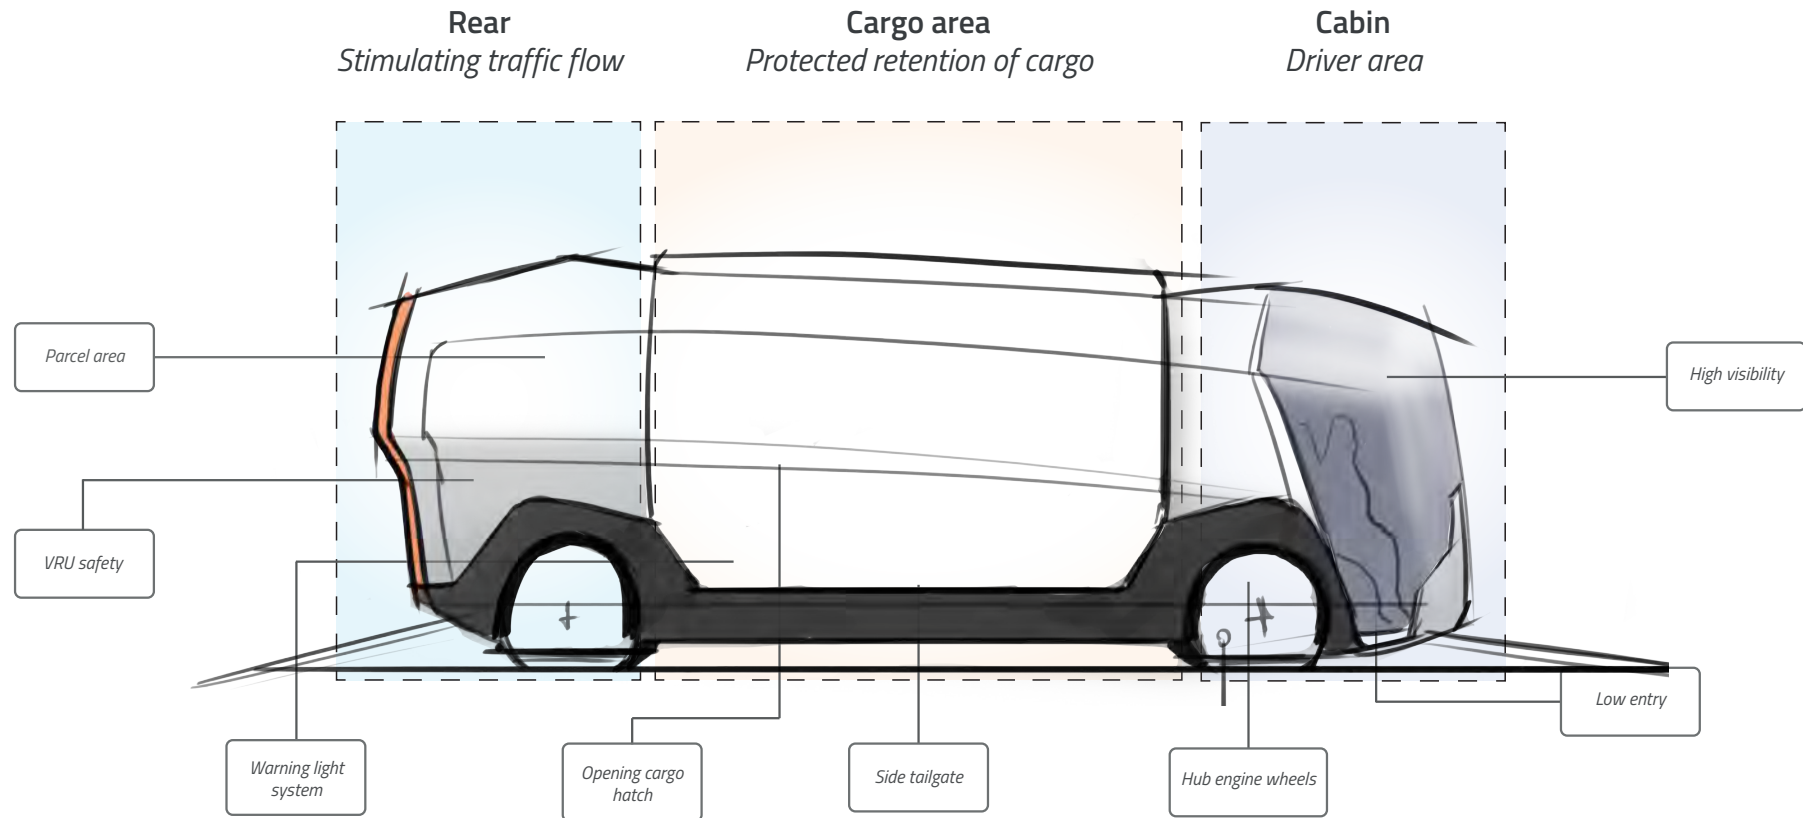 Rear
Stimulating traffic flow
Cargo area
Protected retention of cargo
Cabin
Driver area
Parcel area
High visibility
VRU safety
Low entry
Warning light
system
Opening cargo
hatch
Side tailgate
Hub engine wheels